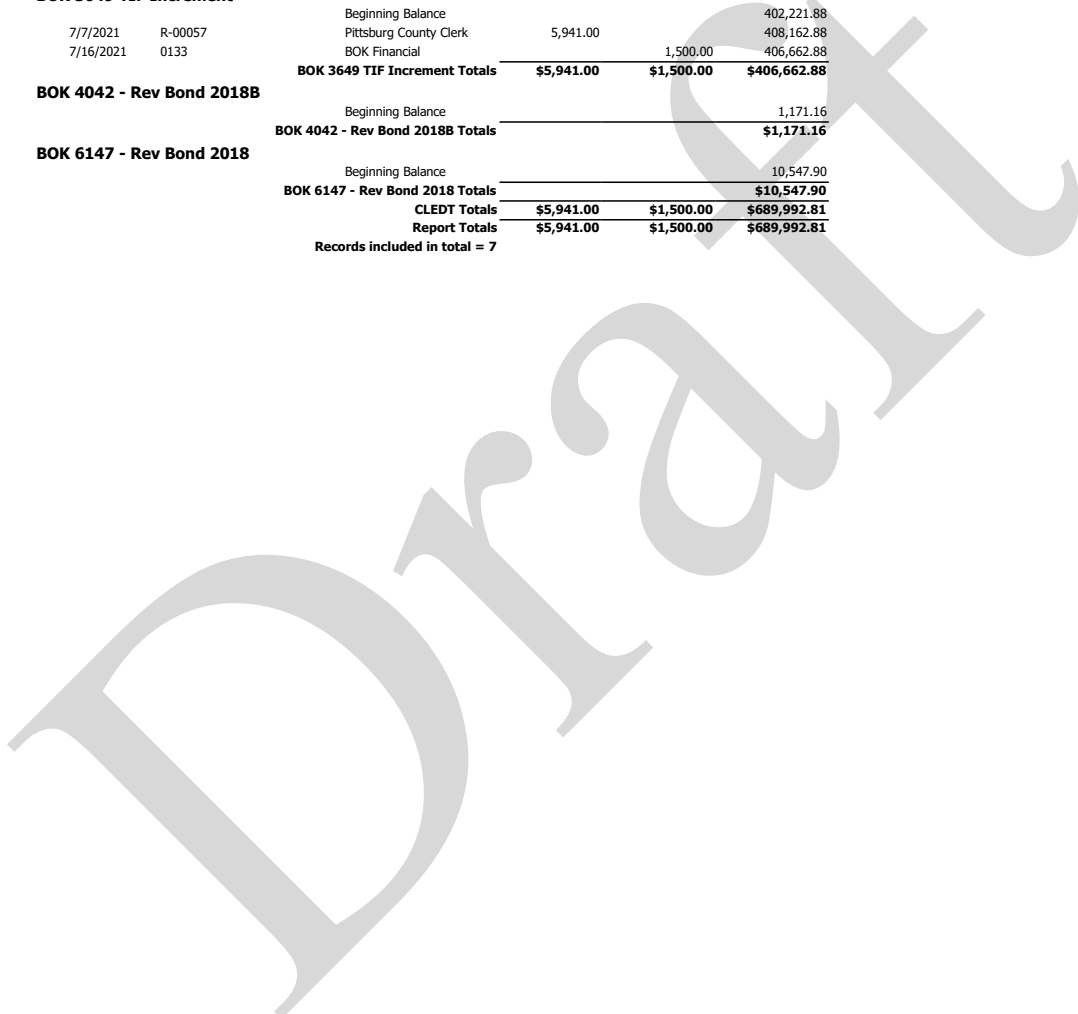 BOK 3649 TIF Increment
Beginning Balance 402,221.88
7/7/2021 R-00057 Pittsburg County Clerk 5,941.00 408,162.88
7/16/2021 0133 BOK Financial 1,500.00 406,662.88
BOK 3649 TIF Increment Totals $5,941.00 $1,500.00 $406,662.88
BOK 4042 - Rev Bond 2018B
Beginning Balance 1,171.16
BOK 4042 - Rev Bond 2018B Totals $1,171.16
BOK 6147 - Rev Bond 2018
Beginning Balance 10,547.90
BOK 6147 - Rev Bond 2018 Totals $10,547.90
CLEDT Totals $5,941.00 $1,500.00 $689,992.81
Report Totals $5,941.00 $1,500.00 $689,992.81
Records included in total = 7
Draft